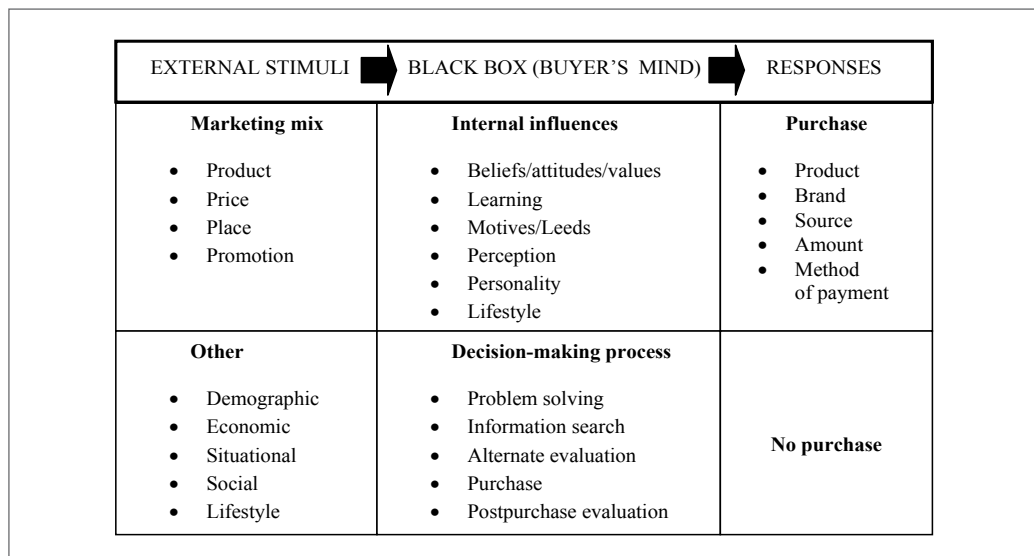 EXTERNAL STIMULI
BLACK BOX (BUYER’S MIND)
RESPONSES
Marketing mix
• Product
• Price
• Place
• Promotion
Internal influences
• Beliefs/attitudes/values
• Learning
• Motives/Leeds
• Perception
• Personality
• Lifestyle
Purchase
• Product
• Brand
• Source
• Amount
• Method
of payment
Other
• Demographic
• Economic
• Situational
• Social
• Lifestyle
Decision-making process
• Problem solving
• Information search
• Alternate evaluation
• Purchase
• Postpurchase evaluation
No purchase